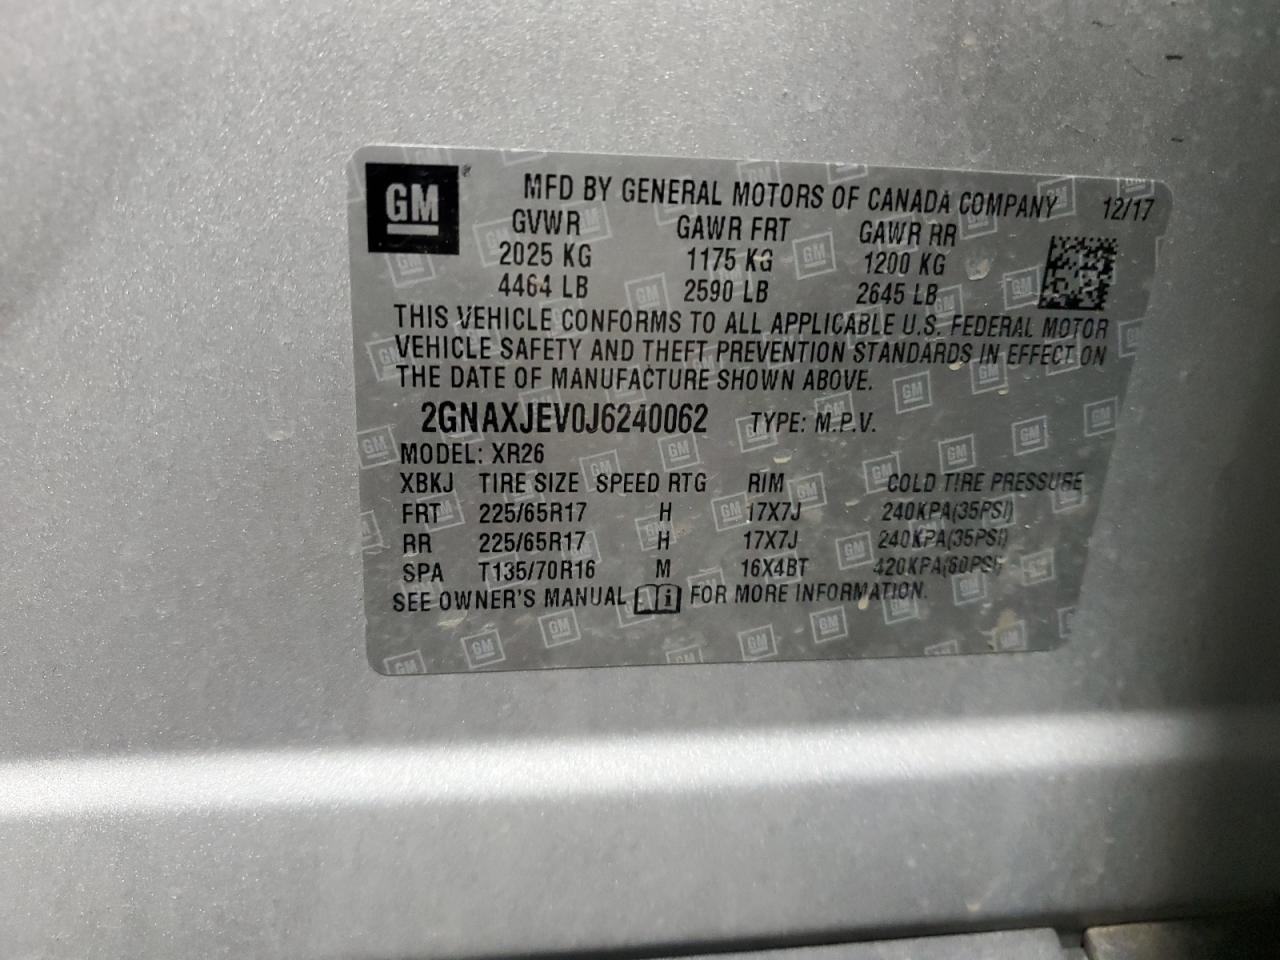 GM ® MFD BY GENERAL MOTORS OF CANADA COMPANY 12/17
GVWR GAWR FRT GAWR RR
2025 KG 1175 KG 1200 KG
4464 LB 2590 LB 2645 LB
THIS VEHICLE CONFORMS TO ALL APPLICABLE U.S. FEDERAL MOTOR
VEHICLE SAFETY AND THEFT PREVENTION STANDARDS IN EFFECT ON
THE DATE OF MANUFACTURE SHOWN ABOVE.
2GNAXJEV0J6240062 TYPE: M.P.V.
MODEL: XR26
XBKJ TIRE SIZE SPEED RTG RIM COLD TIRE PRESSURE
FRT 225/65R17 H 17X7J 240KPA(35PSI)
RR 225/65R17 H 17X7J 240KPA(35PSI)
SPA T135/70R16 M 16X4BT 420KPA(60PSI)
SEE OWNER'S MANUAL i FOR MORE INFORMATION.